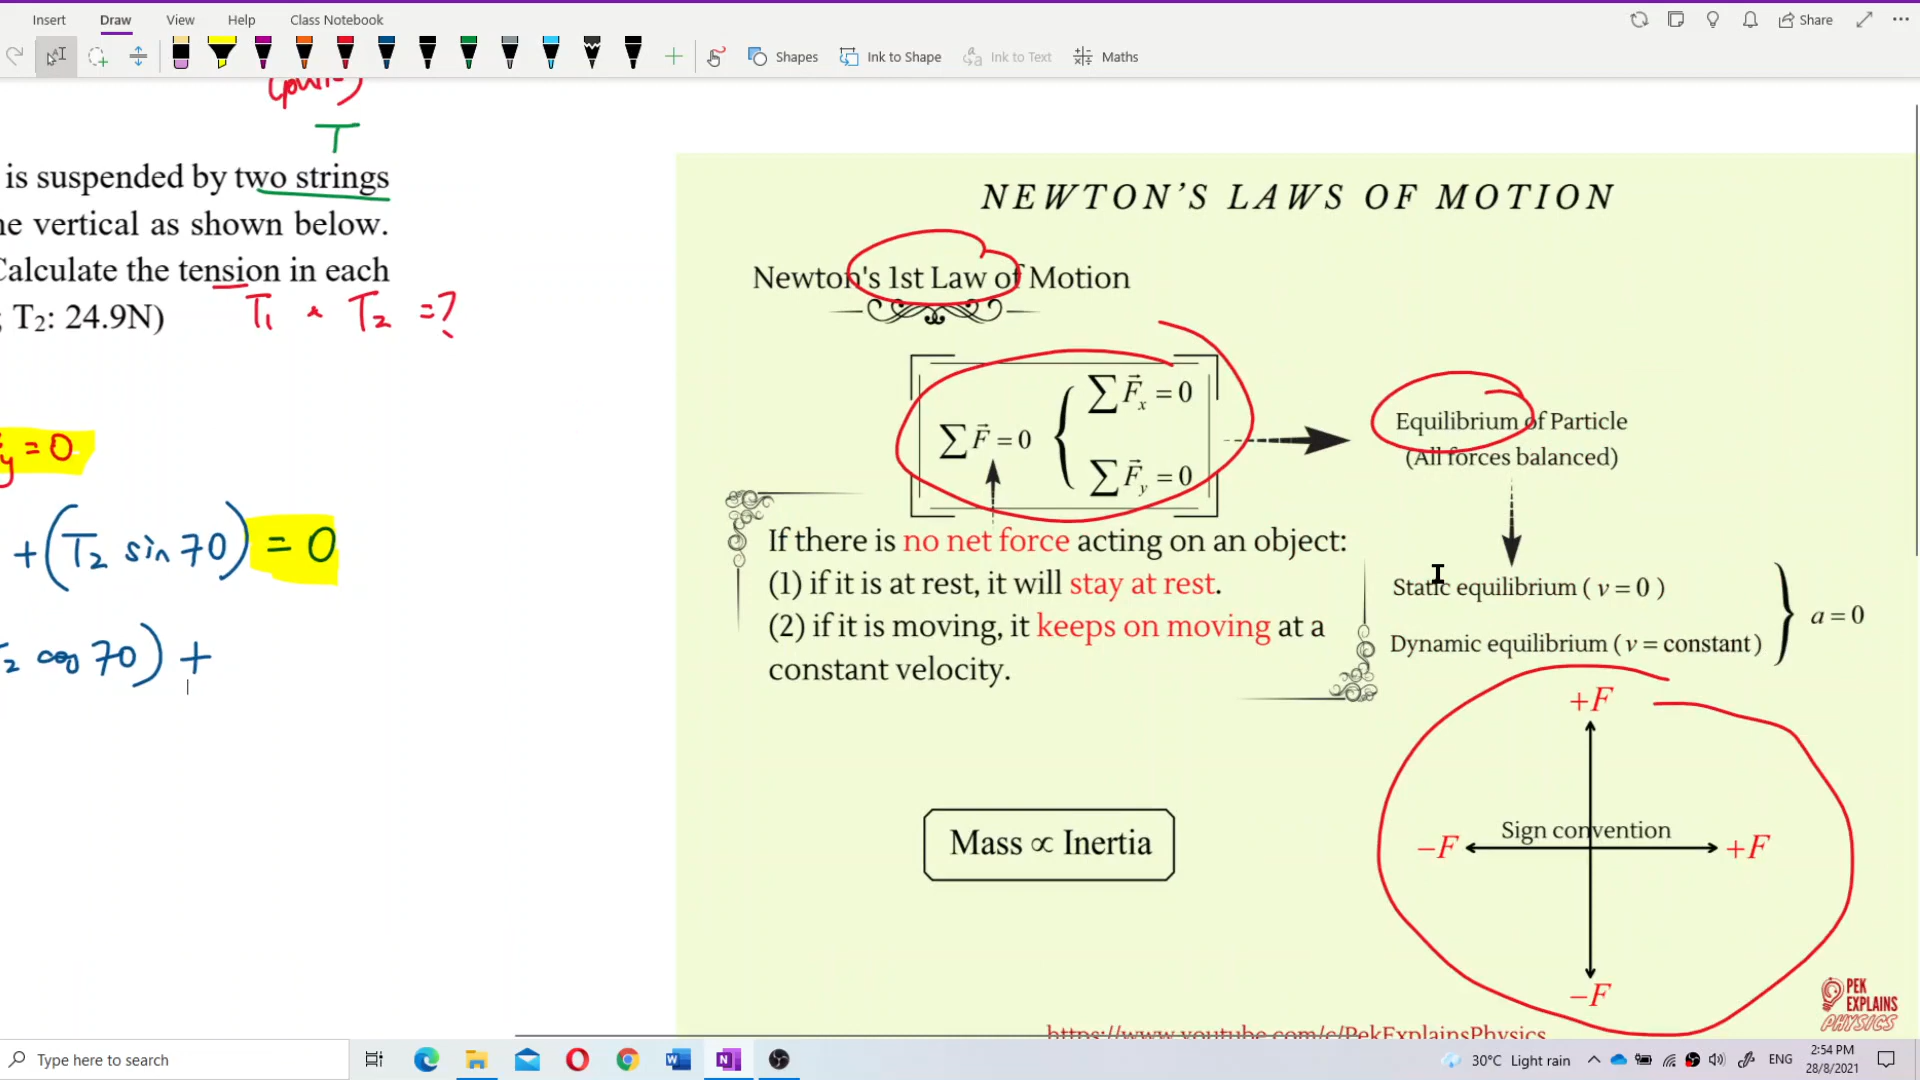 Insert Draw View Help Class Notebook Share
Shapes Ink to Shape Ink to Text Maths
T
is suspended by two strings
ne vertical as shown below.
Calculate the tension in each
; T₂: 24.9N)
T₁ & T₂ = ?
y = 0
+ (T₂ sin 70) = 0
₂ cos 70) +
NEWTON'S LAWS OF MOTION
Newton's 1st Law of Motion
∑F⃗ = 0 { ∑F⃗ₓ = 0
∑F⃗y = 0
Equilibrium of Particle
(All forces balanced)
If there is no net force acting on an object:
(1) if it is at rest, it will stay at rest.
(2) if it is moving, it keeps on moving at a
constant velocity.
Static equilibrium ( v = 0 )
Dynamic equilibrium ( v = constant )
} a = 0
Mass ∝ Inertia
+F
Sign convention
−F +F
−F
PEK
EXPLAINS
PHYSICS
https://www.youtube.com/c/PekExplainsPhysics
Type here to search
30°C Light rain ENG 2:54 PM
28/8/2021